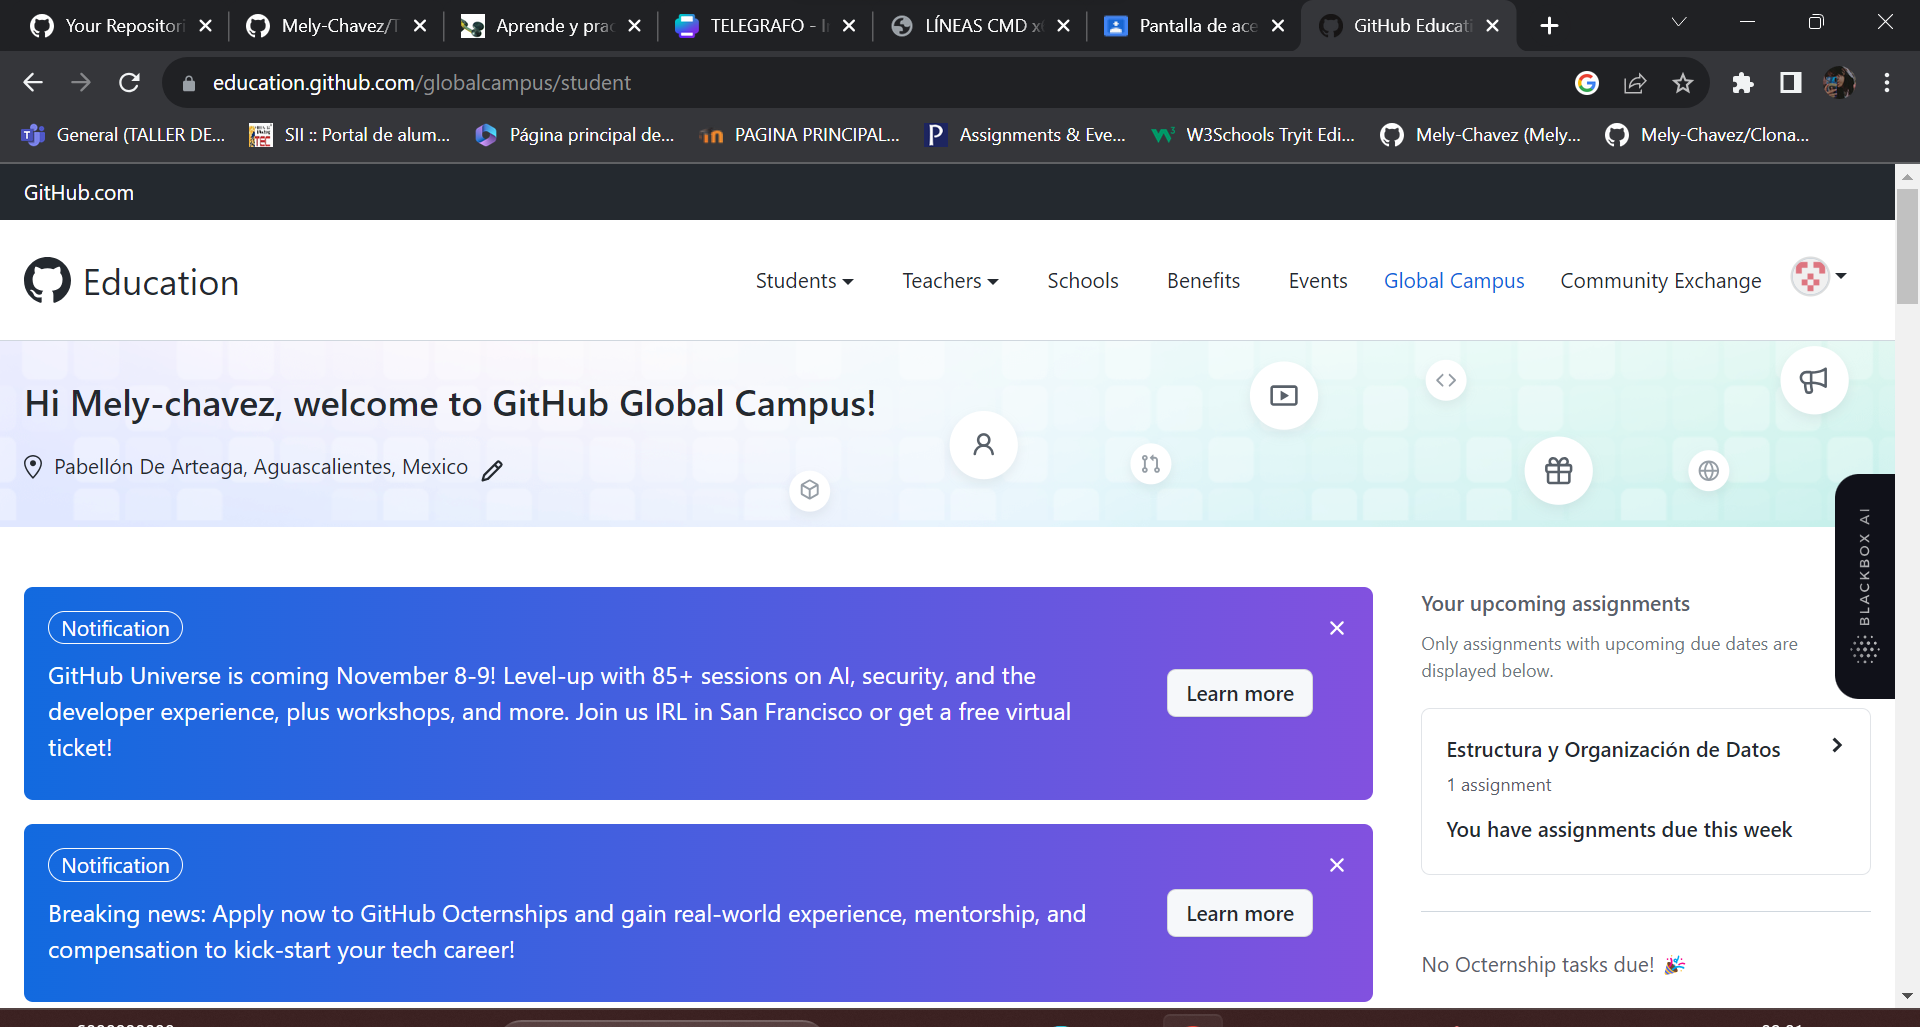 Your Repositori
Mely-Chavez/T
Aprende y prac
TELEGRAFO - I
LÍNEAS CMD x
Pantalla de acc
GitHub Educati
education.github.com/globalcampus/student
General (TALLER DE...
SII :: Portal de alum...
Página principal de...
PAGINA PRINCIPAL...
Assignments & Eve...
W3Schools Tryit Edi...
Mely-Chavez (Mely...
Mely-Chavez/Clona...
GitHub.com
Education
Students
Teachers
Schools
Benefits
Events
Global Campus
Community Exchange
Hi Mely-chavez, welcome to GitHub Global Campus!
Pabellón De Arteaga, Aguascalientes, Mexico
BLACKBOX AI
Notification
GitHub Universe is coming November 8-9! Level-up with 85+ sessions on AI, security, and the
developer experience, plus workshops, and more. Join us IRL in San Francisco or get a free virtual
ticket!
Learn more
Notification
Breaking news: Apply now to GitHub Octernships and gain real-world experience, mentorship, and
compensation to kick-start your tech career!
Learn more
Your upcoming assignments
Only assignments with upcoming due dates are
displayed below.
Estructura y Organización de Datos
1 assignment
You have assignments due this week
No Octernship tasks due!